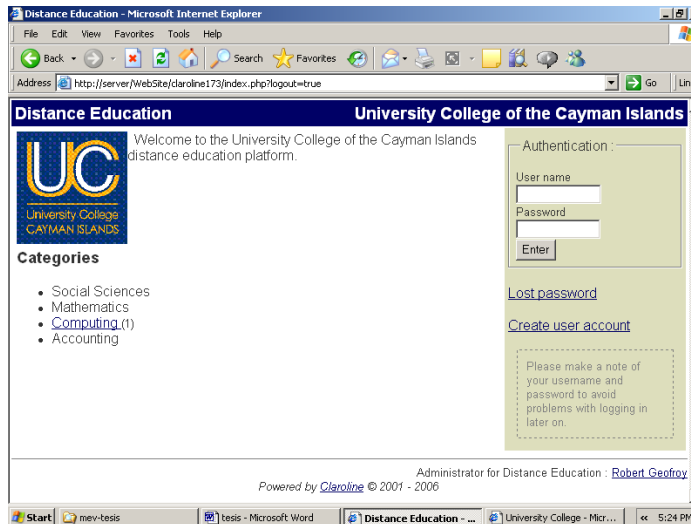 Distance Education - Microsoft Internet Explorer
File Edit View Favorites Tools Help
Back Search Favorites
Address http://server/WebSite/claroline173/index.php?logout=true Go Lin
Distance Education University College of the Cayman Islands
UC
University College
CAYMAN ISLANDS
Welcome to the University College of the Cayman Islands
distance education platform.
Categories
Social Sciences
Mathematics
Computing (1)
Accounting
Authentication :
User name
Password
Enter
Lost password
Create user account
Please make a note of
your username and
password to avoid
problems with logging in
later on.
Administrator for Distance Education : Robert Geofroy
Powered by Claroline © 2001 - 2006
Start mev-tesis tesis - Microsoft Word Distance Education - ... University College - Micr... « 5:24 PM